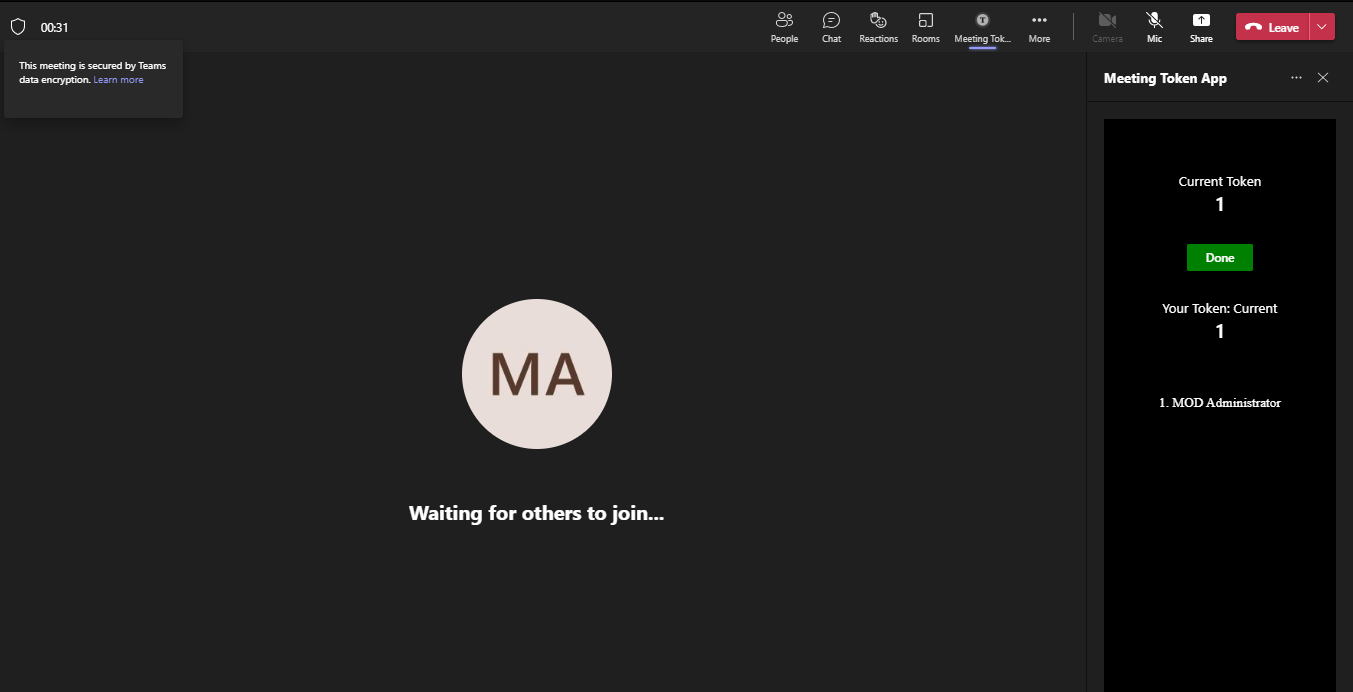 00:31
People
Chat
Reactions
Rooms
Meeting Tok...
More
Camera
Mic
Share
Leave
This meeting is secured by Teams
data encryption. Learn more
Meeting Token App
Current Token
1
Done
Your Token: Current
1
1. MOD Administrator
MA
Waiting for others to join...